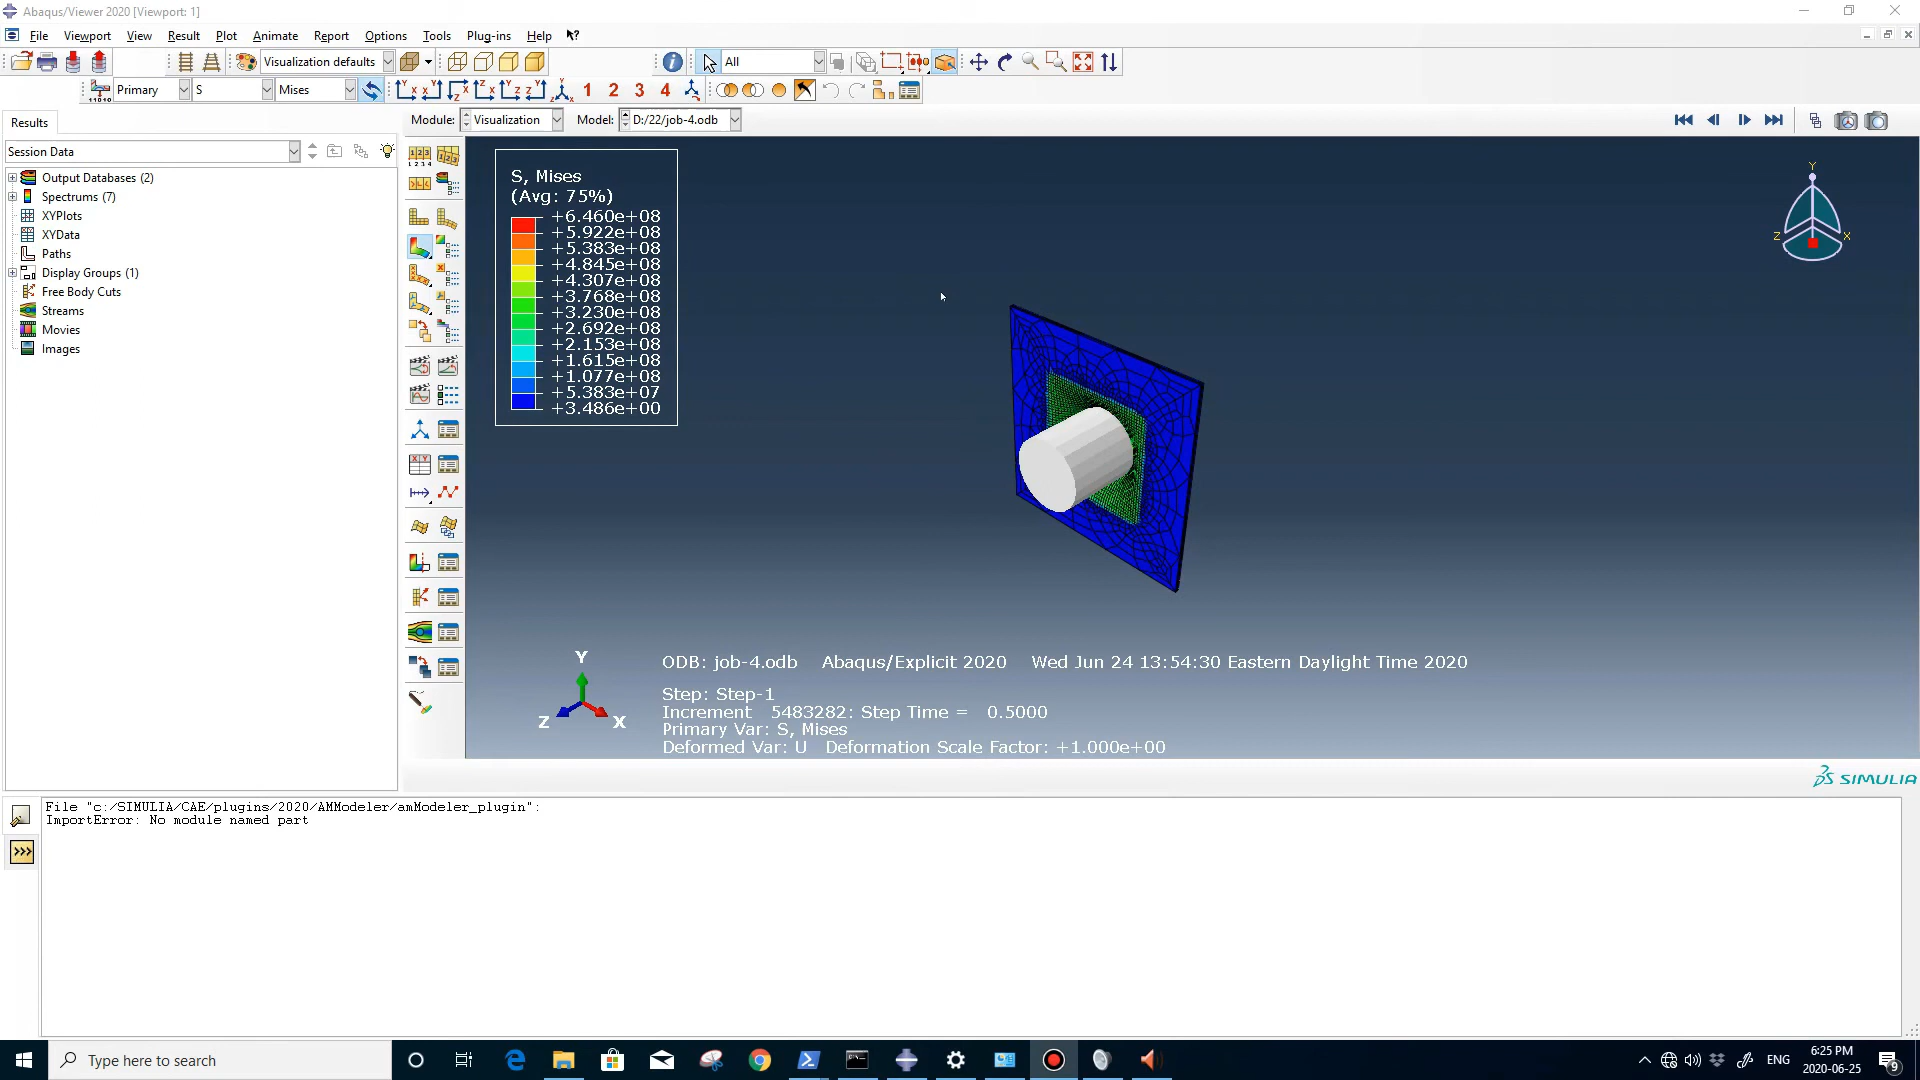 Abaqus/Viewer 2020 [Viewport: 1]
File Viewport View Result Plot Animate Report Options Tools Plug-ins Help
Visualization defaults All
Primary S Mises 1 2 3 4
Results
Module: Visualization Model: D:/22/job-4.odb
Session Data
Output Databases (2)
Spectrums (7)
XYPlots
XYData
Paths
Display Groups (1)
Free Body Cuts
Streams
Movies
Images
S, Mises
(Avg: 75%)
+6.460e+08
+5.922e+08
+5.383e+08
+4.845e+08
+4.307e+08
+3.768e+08
+3.230e+08
+2.692e+08
+2.153e+08
+1.615e+08
+1.077e+08
+5.383e+07
+3.486e+00
Y
Z X
Y
Z X
ODB: job-4.odb Abaqus/Explicit 2020 Wed Jun 24 13:54:30 Eastern Daylight Time 2020
Step: Step-1
Increment 5483282: Step Time = 0.5000
Primary Var: S, Mises
Deformed Var: U Deformation Scale Factor: +1.000e+00
SIMULIA
File "c:/SIMULIA/CAE/plugins/2020/AMModeler/amModeler_plugin":
ImportError: No module named part
>>>
Type here to search
ENG
6:25 PM
2020-06-25
9